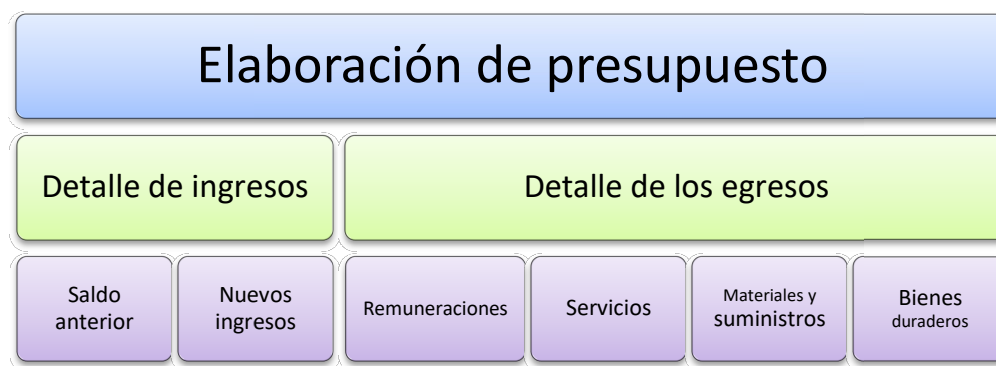 Elaboración de presupuesto
Detalle de ingresos
Detalle de los egresos
Saldo
anterior
Nuevos
ingresos
Remuneraciones
Servicios
Materiales y
suministros
Bienes
duraderos